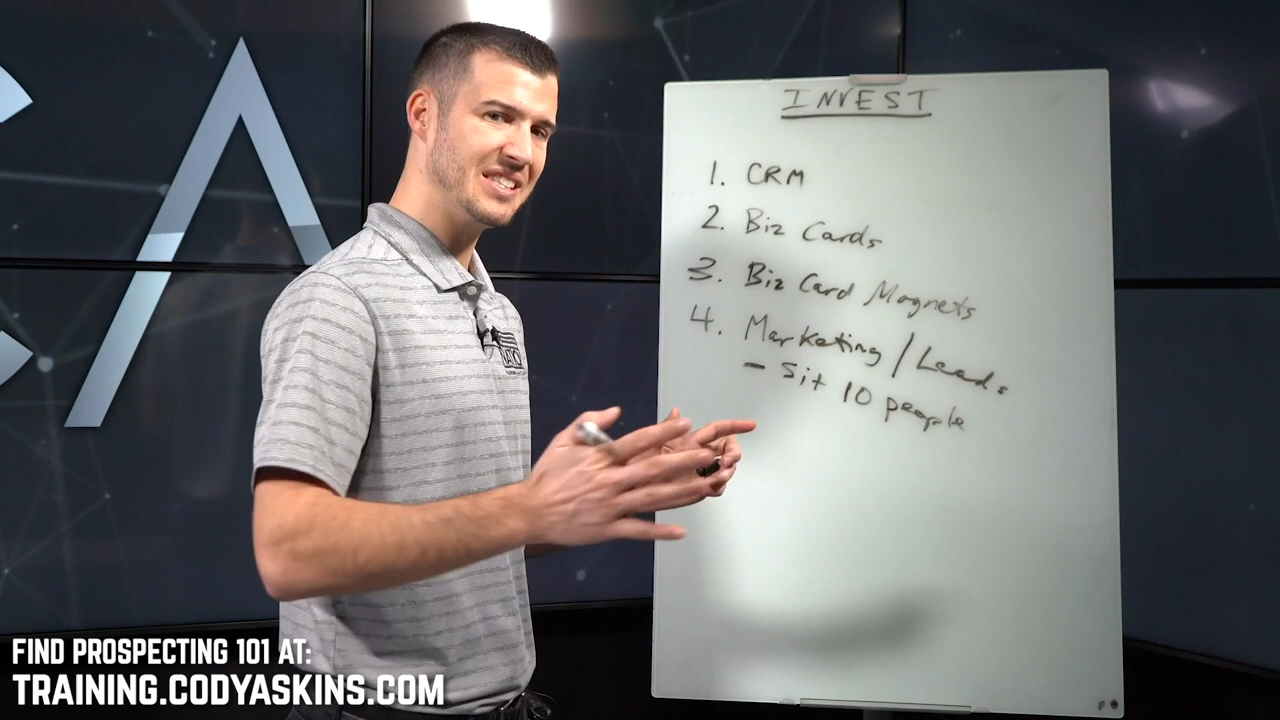 CA
INVEST
1. CRM
2. Biz Cards
3. Biz Card Magnets
4. Marketing/Leads
- Sit 10 people
FIND PROSPECTING 101 AT:
TRAINING.CODYASKINS.COM